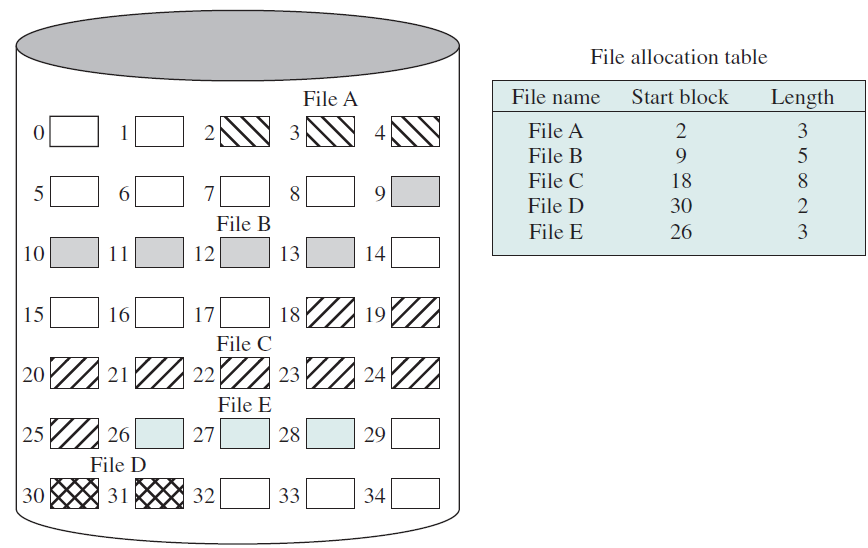 File A
0 1 2 3 4
5 6 7 8 9
File B
10 11 12 13 14
15 16 17 18 19
File C
20 21 22 23 24
File E
25 26 27 28 29
File D
30 31 32 33 34
File allocation table
File name Start block Length
File A 2 3
File B 9 5
File C 18 8
File D 30 2
File E 26 3